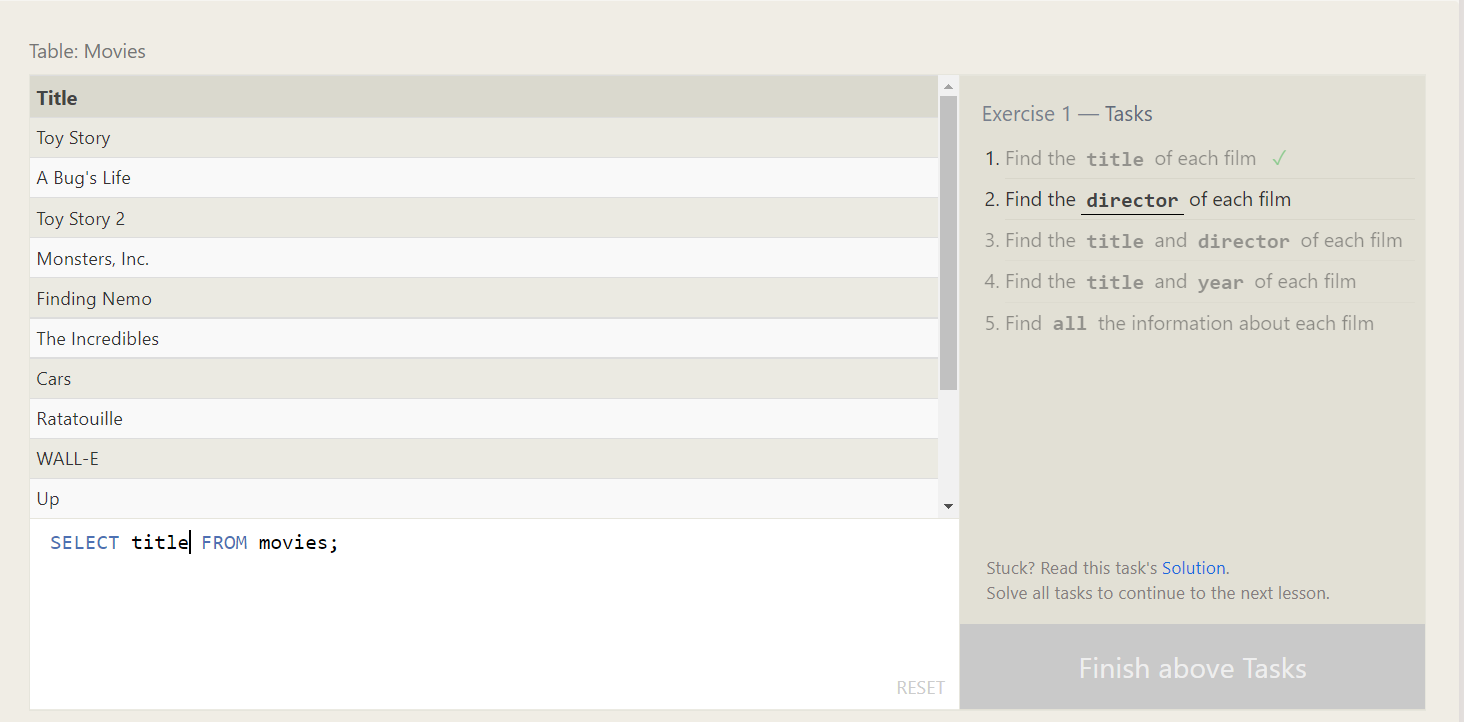 Table: Movies
Title
Toy Story
A Bug's Life
Toy Story 2
Monsters, Inc.
Finding Nemo
The Incredibles
Cars
Ratatouille
WALL-E
Up
SELECT title FROM movies;
RESET
Exercise 1 — Tasks
1. Find the title of each film ✓
2. Find the director of each film
3. Find the title and director of each film
4. Find the title and year of each film
5. Find all the information about each film
Stuck? Read this task's Solution.
Solve all tasks to continue to the next lesson.
Finish above Tasks